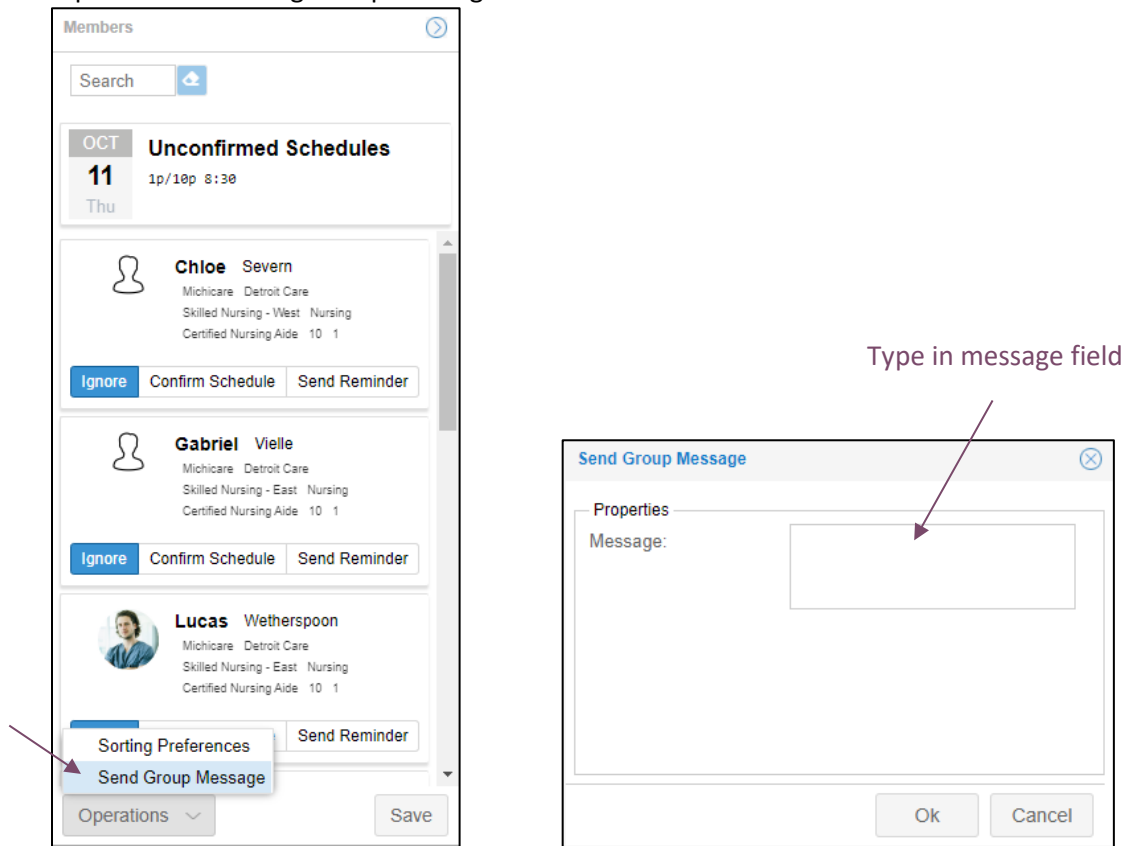 Members
Search
OCT
11
Thu
Unconfirmed Schedules
1p/10p 8:30
Chloe Severn
Michicare Detroit Care
Skilled Nursing - West Nursing
Certified Nursing Aide 10 1
Ignore Confirm Schedule Send Reminder
Gabriel Vielle
Michicare Detroit Care
Skilled Nursing - East Nursing
Certified Nursing Aide 10 1
Ignore Confirm Schedule Send Reminder
Lucas Wetherspoon
Michicare Detroit Care
Skilled Nursing - East Nursing
Certified Nursing Aide 10 1
Send Reminder
Sorting Preferences
Send Group Message
Operations
Save
Type in message field
Send Group Message
Properties
Message:
Ok Cancel